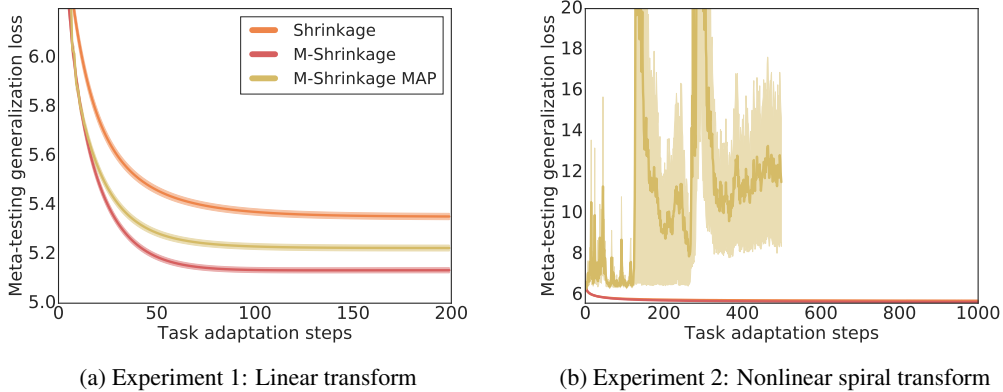 Meta-testing generalization loss
6.0
5.8
5.6
5.4
5.2
5.0
0 50 100 150 200
Task adaptation steps
Shrinkage
M-Shrinkage
M-Shrinkage MAP
(a) Experiment 1: Linear transform
Meta-testing generalization loss
20
18
16
14
12
10
8
6
0 200 400 600 800 1000
Task adaptation steps
(b) Experiment 2: Nonlinear spiral transform